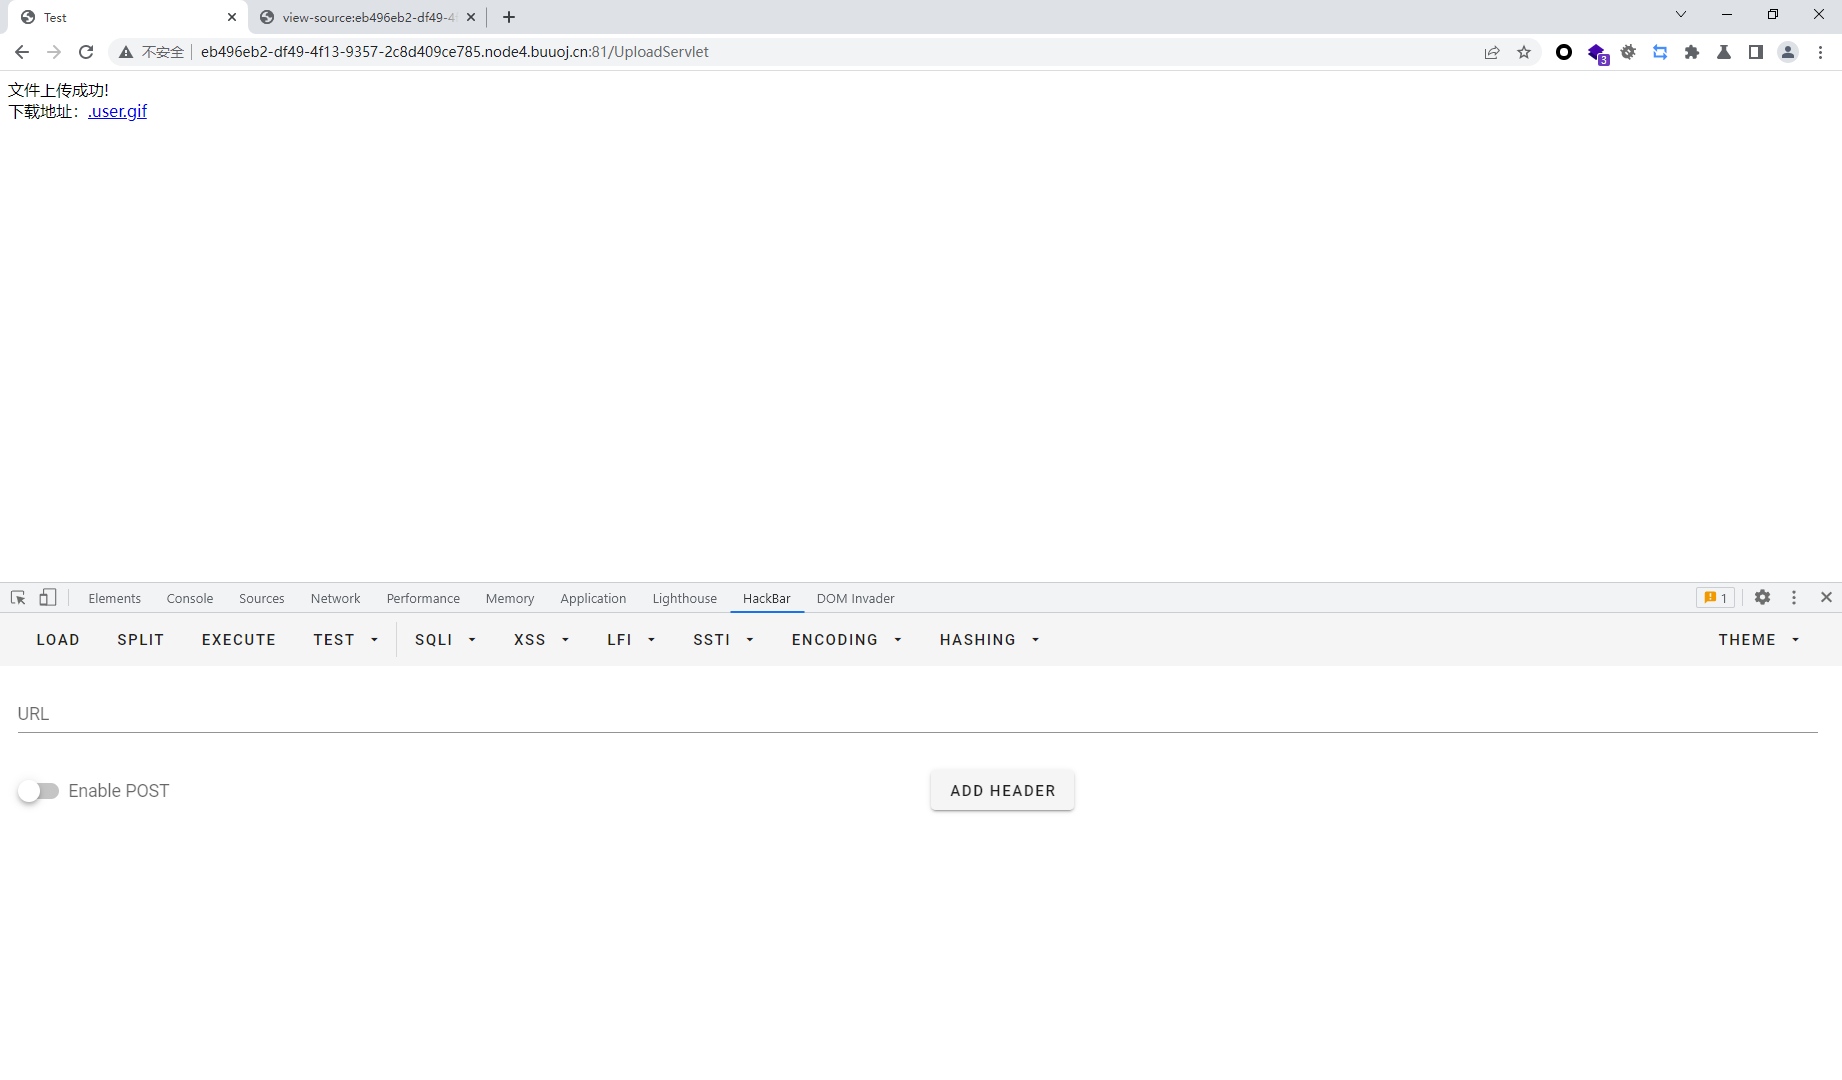 Test
view-source:eb496eb2-df49-4
不安全
eb496eb2-df49-4f13-9357-2c8d409ce785.node4.buuoj.cn:81/UploadServlet
3
文件上传成功!
下载地址：.user.gif
Elements Console Sources Network Performance Memory Application Lighthouse HackBar DOM Invader 1
LOAD SPLIT EXECUTE TEST SQLI XSS LFI SSTI ENCODING HASHING THEME
URL
Enable POST ADD HEADER